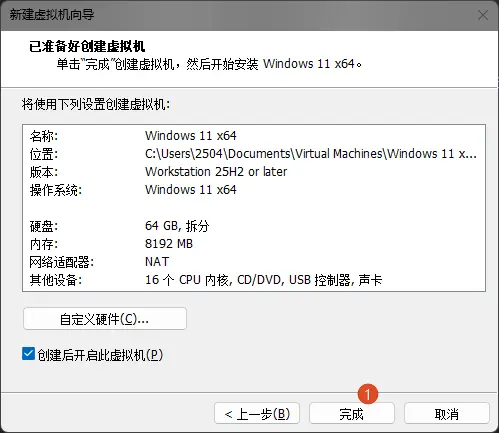 新建虚拟机向导
已准备好创建虚拟机
单击“完成”创建虚拟机，然后开始安装 Windows 11 x64。
将使用下列设置创建虚拟机:
名称: Windows 11 x64
位置: C:\Users\2504\Documents\Virtual Machines\Windows 11 x...
版本: Workstation 25H2 or later
操作系统: Windows 11 x64
硬盘: 64 GB, 拆分
内存: 8192 MB
网络适配器: NAT
其他设备: 16 个 CPU 内核, CD/DVD, USB 控制器, 声卡
自定义硬件(C)...
创建后开启此虚拟机(P)
1
< 上一步(B) 完成 取消